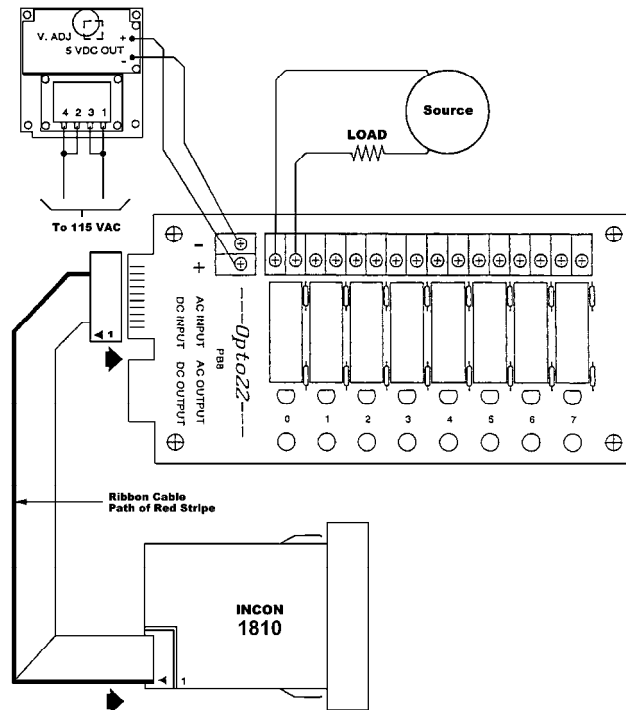 V. ADJ
+
5 VDC OUT
-
4 2 3 1
To 115 VAC
Source
LOAD
-
+
1
AC INPUT AC OUTPUT
DC INPUT DC OUTPUT
PB8
---Opto22---
0 1 2 3 4 5 6 7
Ribbon Cable
Path of Red Stripe
INCON
1810
1